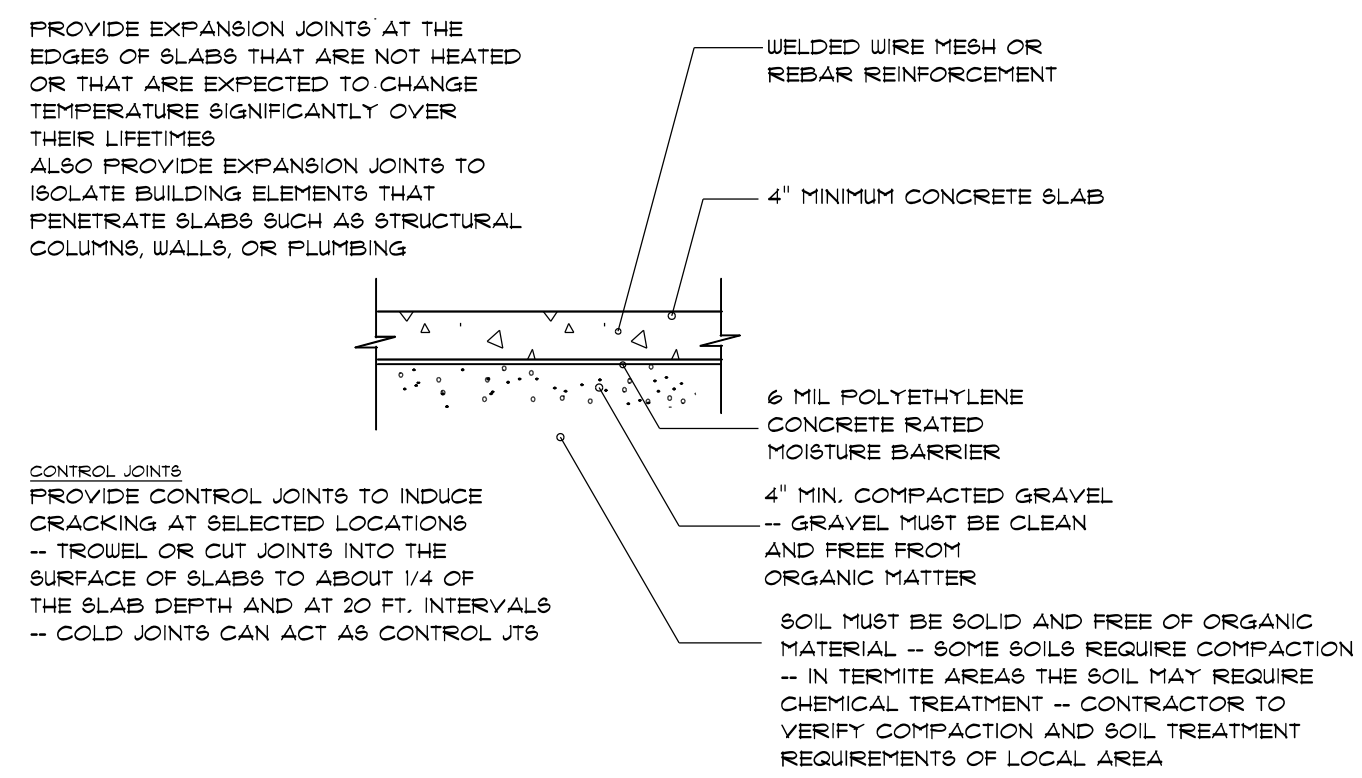 PROVIDE EXPANSION JOINTS AT THE
EDGES OF SLABS THAT ARE NOT HEATED
OR THAT ARE EXPECTED TO CHANGE
TEMPERATURE SIGNIFICANTLY OVER
THEIR LIFETIMES
ALSO PROVIDE EXPANSION JOINTS TO
ISOLATE BUILDING ELEMENTS THAT
PENETRATE SLABS SUCH AS STRUCTURAL
COLUMNS, WALLS, OR PLUMBING
WELDED WIRE MESH OR
REBAR REINFORCEMENT
4" MINIMUM CONCRETE SLAB
6 MIL POLYETHYLENE
CONCRETE RATED
MOISTURE BARRIER
CONTROL JOINTS
PROVIDE CONTROL JOINTS TO INDUCE
CRACKING AT SELECTED LOCATIONS
-- TROWEL OR CUT JOINTS INTO THE
SURFACE OF SLABS TO ABOUT 1/4 OF
THE SLAB DEPTH AND AT 20 FT. INTERVALS
-- COLD JOINTS CAN ACT AS CONTROL JTS
4" MIN. COMPACTED GRAVEL
-- GRAVEL MUST BE CLEAN
AND FREE FROM
ORGANIC MATTER
SOIL MUST BE SOLID AND FREE OF ORGANIC
MATERIAL -- SOME SOILS REQUIRE COMPACTION
-- IN TERMITE AREAS THE SOIL MAY REQUIRE
CHEMICAL TREATMENT -- CONTRACTOR TO
VERIFY COMPACTION AND SOIL TREATMENT
REQUIREMENTS OF LOCAL AREA